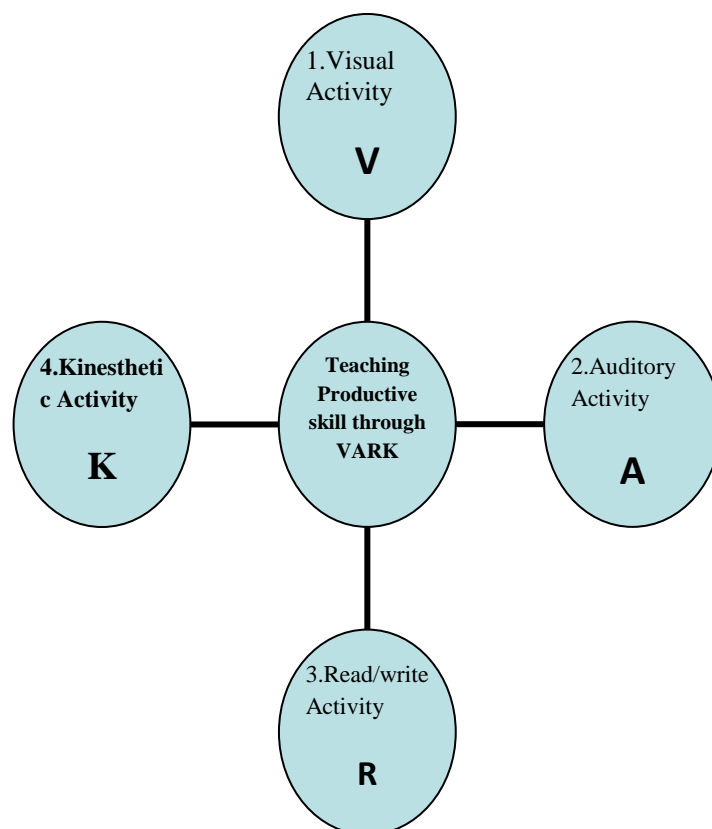 1.Visual
Activity
V
4.Kinestheti
c Activity
K
Teaching
Productive
skill through
VARK
2.Auditory
Activity
A
3.Read/write
Activity
R